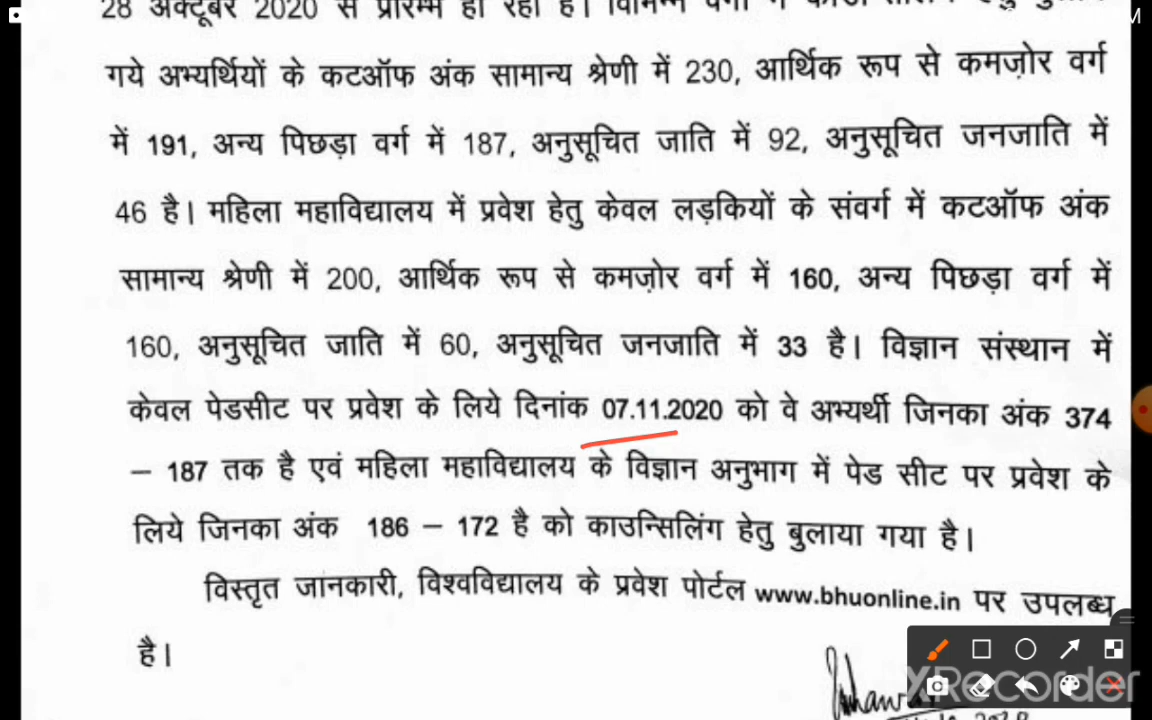 28 अक्टूबर 2020 से प्रारम्भ हो रहा है। विभिन्न वर्गों में
गये अभ्यर्थियों के कटऑफ अंक सामान्य श्रेणी में 230, आर्थिक रूप से कमज़ोर वर्ग
में 191, अन्य पिछड़ा वर्ग में 187, अनुसूचित जाति में 92, अनुसूचित जनजाति में
46 है। महिला महाविद्यालय में प्रवेश हेतु केवल लड़कियों के संवर्ग में कटऑफ अंक
सामान्य श्रेणी में 200, आर्थिक रूप से कमज़ोर वर्ग में 160, अन्य पिछड़ा वर्ग में
160, अनुसूचित जाति में 60, अनुसूचित जनजाति में 33 है। विज्ञान संस्थान में
केवल पेडसीट पर प्रवेश के लिये दिनांक 07.11.2020 को वे अभ्यर्थी जिनका अंक 374
– 187 तक है एवं महिला महाविद्यालय के विज्ञान अनुभाग में पेड सीट पर प्रवेश के
लिये जिनका अंक 186 – 172 है को काउन्सिलिंग हेतु बुलाया गया है।
विस्तृत जानकारी, विश्वविद्यालय के प्रवेश पोर्टल www.bhuonline.in पर उपलब्ध
है।
XRecorder